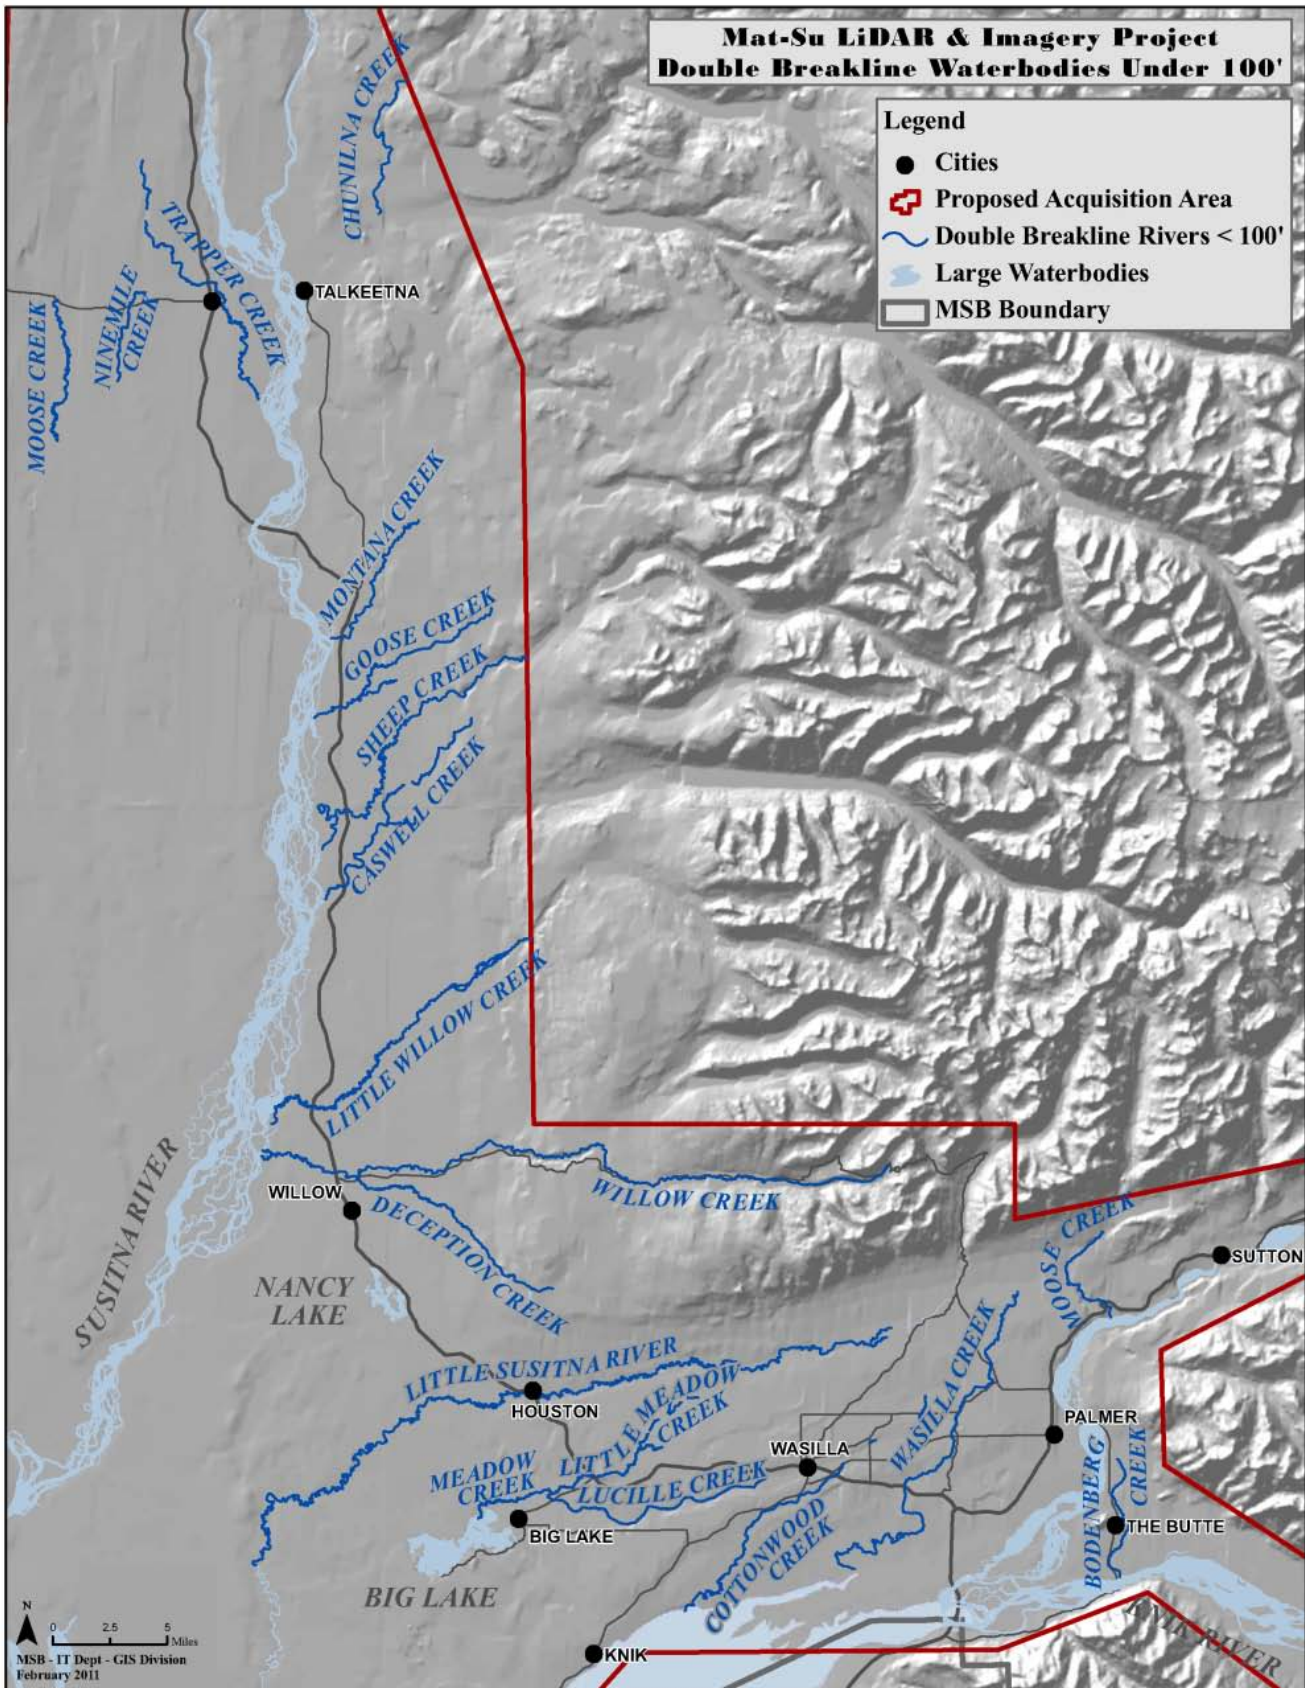 Mat-Su LiDAR & Imagery Project
Double Breakline Waterbodies Under 100'
Legend
Cities
Proposed Acquisition Area
Double Breakline Rivers < 100'
Large Waterbodies
MSB Boundary
CHUNILNA CREEK
TRAPPER CREEK
TALKEETNA
NINEMILE
CREEK
MOOSE CREEK
MONTANA CREEK
GOOSE CREEK
SHEEP CREEK
CASWELL CREEK
LITTLE WILLOW CREEK
SUSITNA RIVER
WILLOW
WILLOW CREEK
DECEPTION CREEK
MOOSE CREEK
SUTTON
NANCY
LAKE
LITTLE SUSITNA RIVER
HOUSTON
LITTLE MEADOW
CREEK
WASILLA CREEK
PALMER
MEADOW
CREEK
LUCILLE CREEK
WASILLA
BODENBERG
CREEK
BIG LAKE
THE BUTTE
COTTONWOOD
CREEK
BIG LAKE
KNIK RIVER
KNIK
N
0 2.5 5
Miles
MSB - IT Dept - GIS Division
February 2011